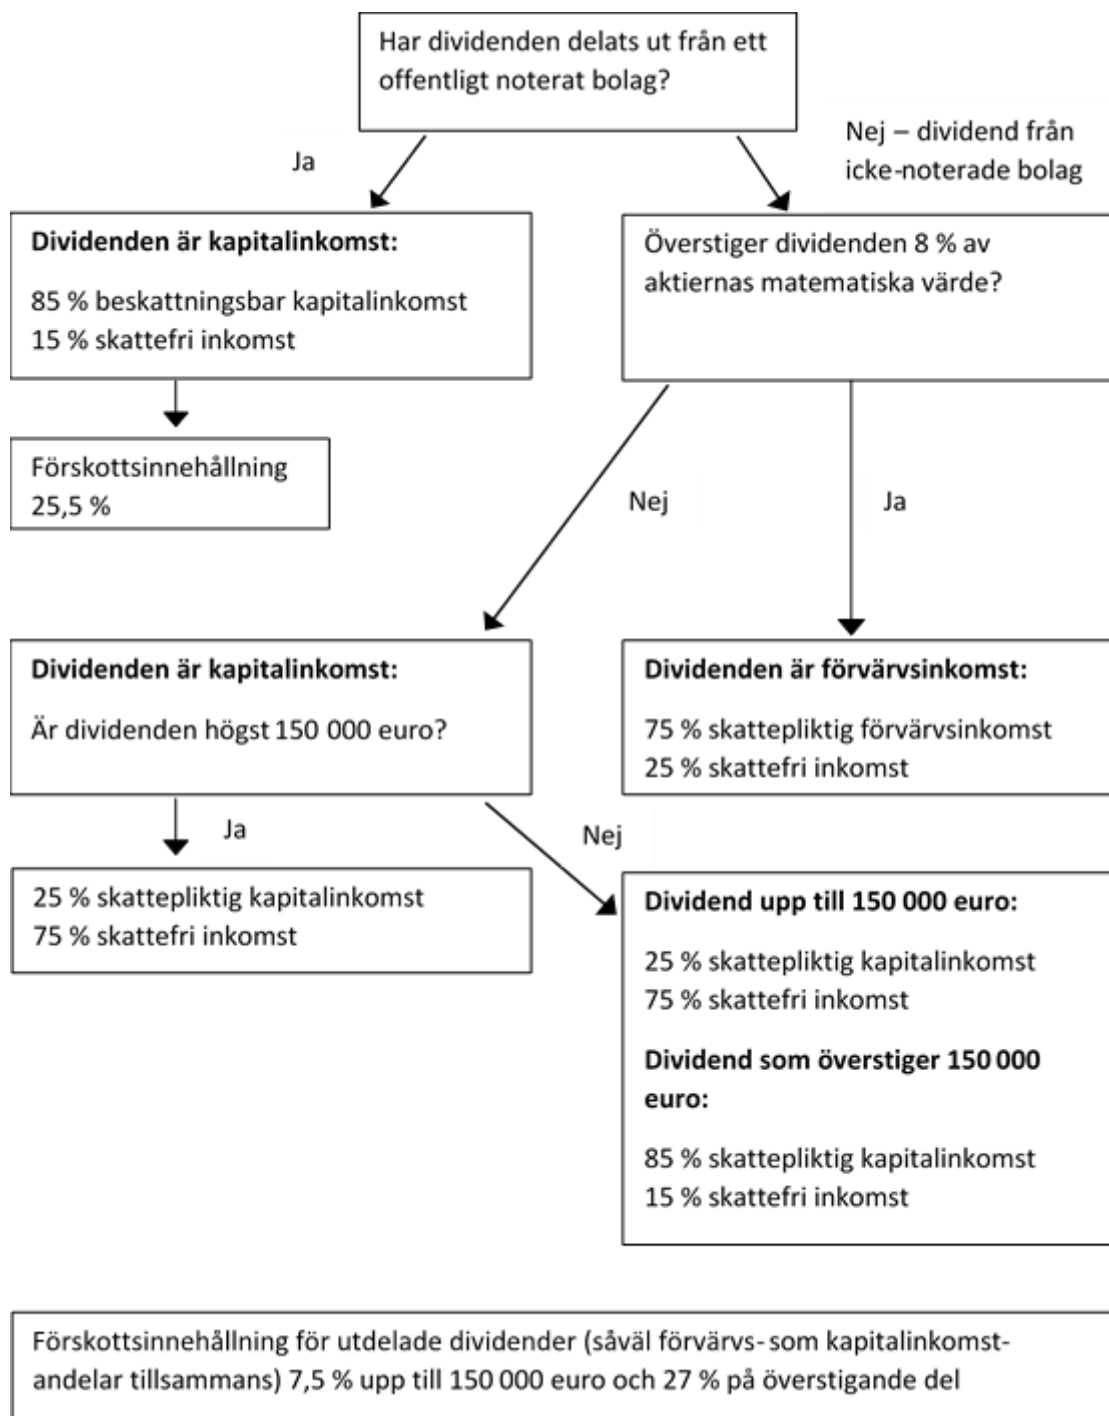 Har dividenden delats ut från ett
offentligt noterat bolag?
Ja
Nej – dividend från
icke-noterade bolag
Dividenden är kapitalinkomst:
85 % beskattningsbar kapitalinkomst
15 % skattefri inkomst
Överstiger dividenden 8 % av
aktiernas matematiska värde?
Förskottsinnehållning
25,5 %
Nej
Ja
Dividenden är kapitalinkomst:
Är dividenden högst 150 000 euro?
Dividenden är förvärvsinkomst:
75 % skattepliktig förvärvsinkomst
25 % skattefri inkomst
Ja
Nej
25 % skattepliktig kapitalinkomst
75 % skattefri inkomst
Dividend upp till 150 000 euro:
25 % skattepliktig kapitalinkomst
75 % skattefri inkomst
Dividend som överstiger 150 000
euro:
85 % skattepliktig kapitalinkomst
15 % skattefri inkomst
Förskottsinnehållning för utdelade dividender (såväl förvärvs- som kapitalinkomst-
andelar tillsammans) 7,5 % upp till 150 000 euro och 27 % på överstigande del